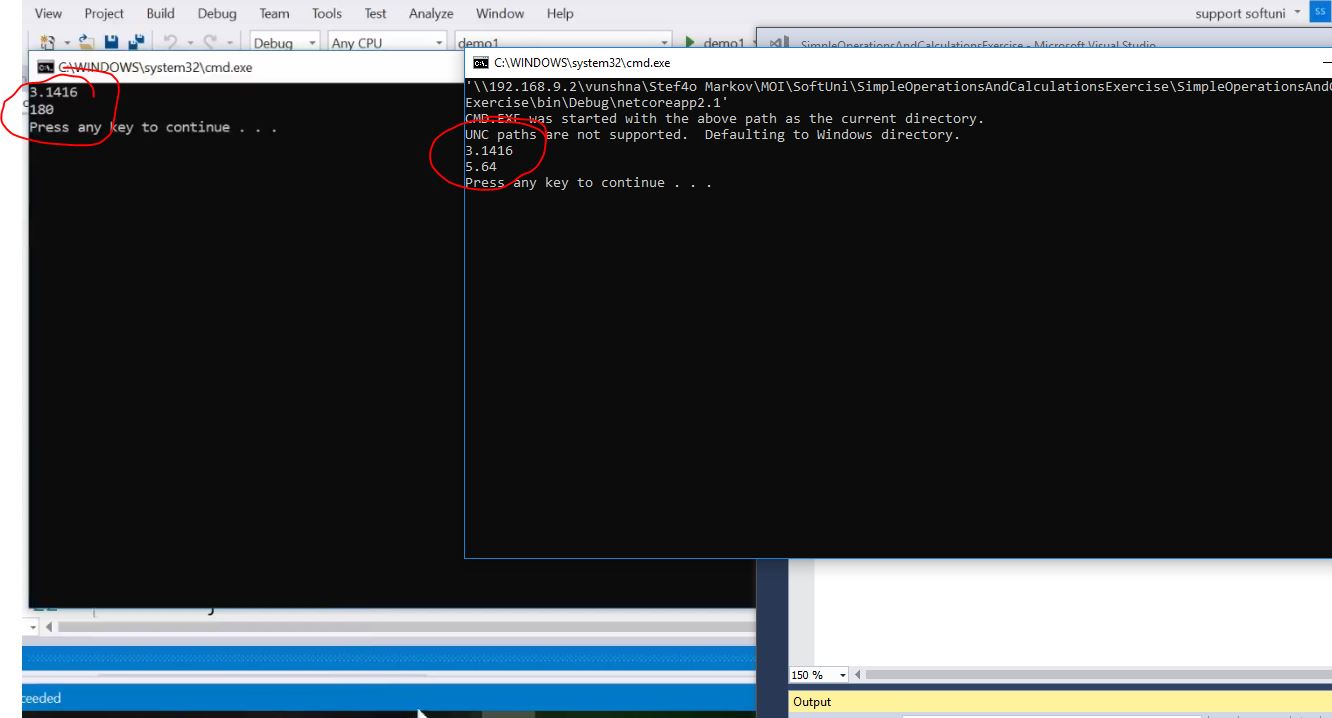 View Project Build Debug Team Tools Test Analyze Window Help support softuni SS
Debug Any CPU demo1 demo1
SimpleOperationsAndCalculationsExercise - Microsoft Visual Studio
C:\WINDOWS\system32\cmd.exe
3.1416
180
Press any key to continue . . .
C:\WINDOWS\system32\cmd.exe
'\\192.168.9.2\vunshna\Stef4o Markov\MOI\SoftUni\SimpleOperationsAndCalculationsExercise\SimpleOperationsAndC
Exercise\bin\Debug\netcoreapp2.1'
CMD.EXE was started with the above path as the current directory.
UNC paths are not supported.  Defaulting to Windows directory.
3.1416
5.64
Press any key to continue . . .
150 %
Output
ceeded